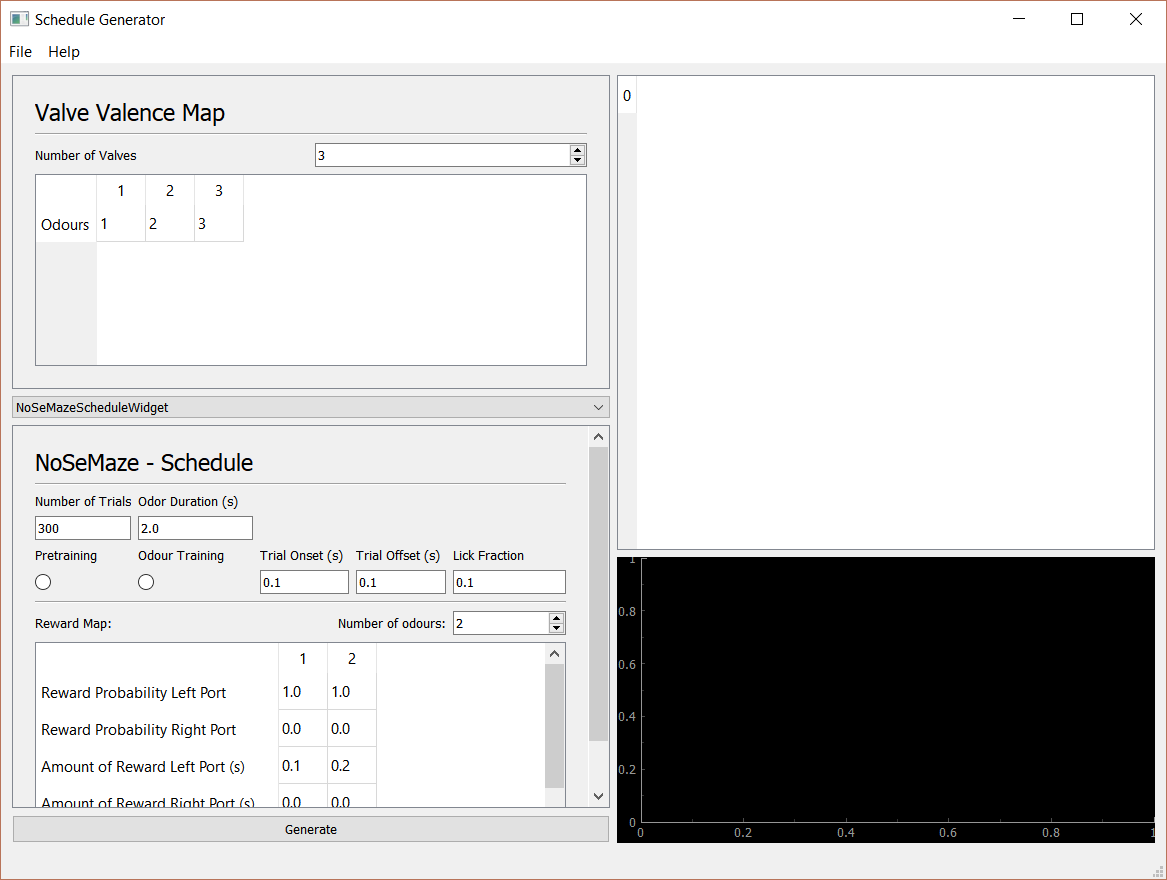 Schedule Generator
File Help
Valve Valence Map
Number of Valves 3
1 2 3
Odours 1 2 3
NoSeMazeScheduleWidget
NoSeMaze - Schedule
Number of Trials Odor Duration (s)
300 2.0
Pretraining Odour Training Trial Onset (s) Trial Offset (s) Lick Fraction
0.1 0.1 0.1
Reward Map: Number of odours: 2
1 2
Reward Probability Left Port 1.0 1.0
Reward Probability Right Port 0.0 0.0
Amount of Reward Left Port (s) 0.1 0.2
Amount of Reward Right Port (s) 0.0 0.0
Generate
0
1
0.8
0.6
0.4
0.2
0
0 0.2 0.4 0.6 0.8 1